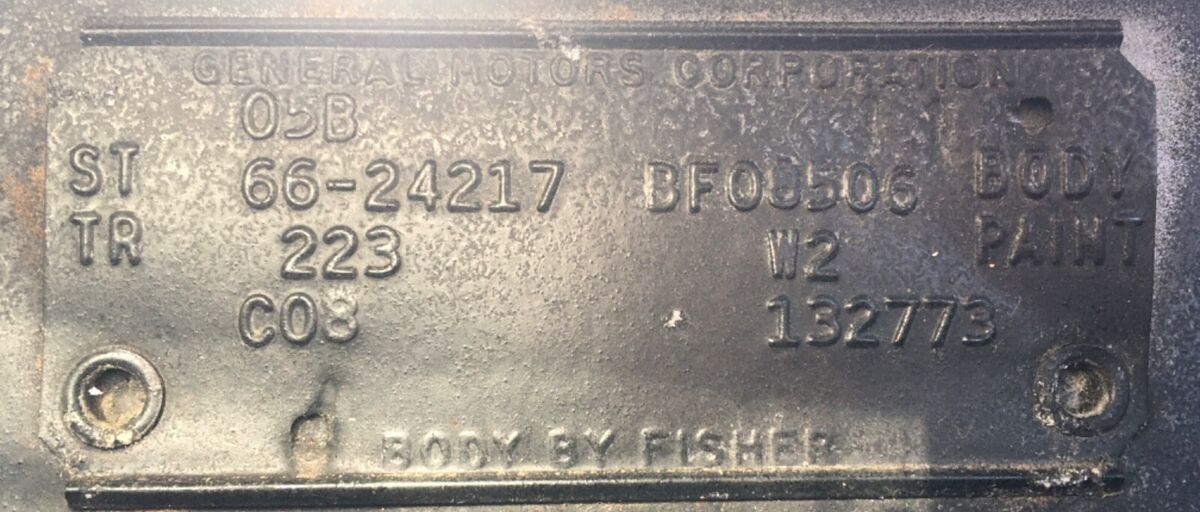 GENERAL MOTORS CORPORATION
05B
ST 66-24217 BF08506 BODY
TR 223 W2 PAINT
C08 132773
BODY BY FISHER